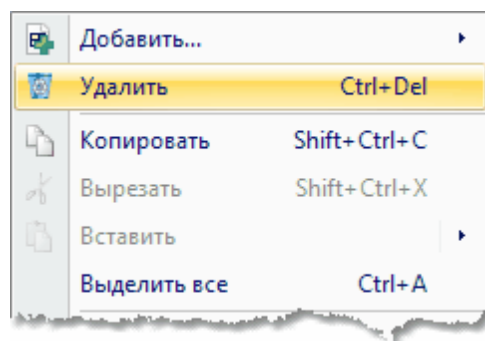 Добавить...
Удалить Ctrl+Del
Копировать Shift+Ctrl+C
Вырезать Shift+Ctrl+X
Вставить
Выделить все Ctrl+A